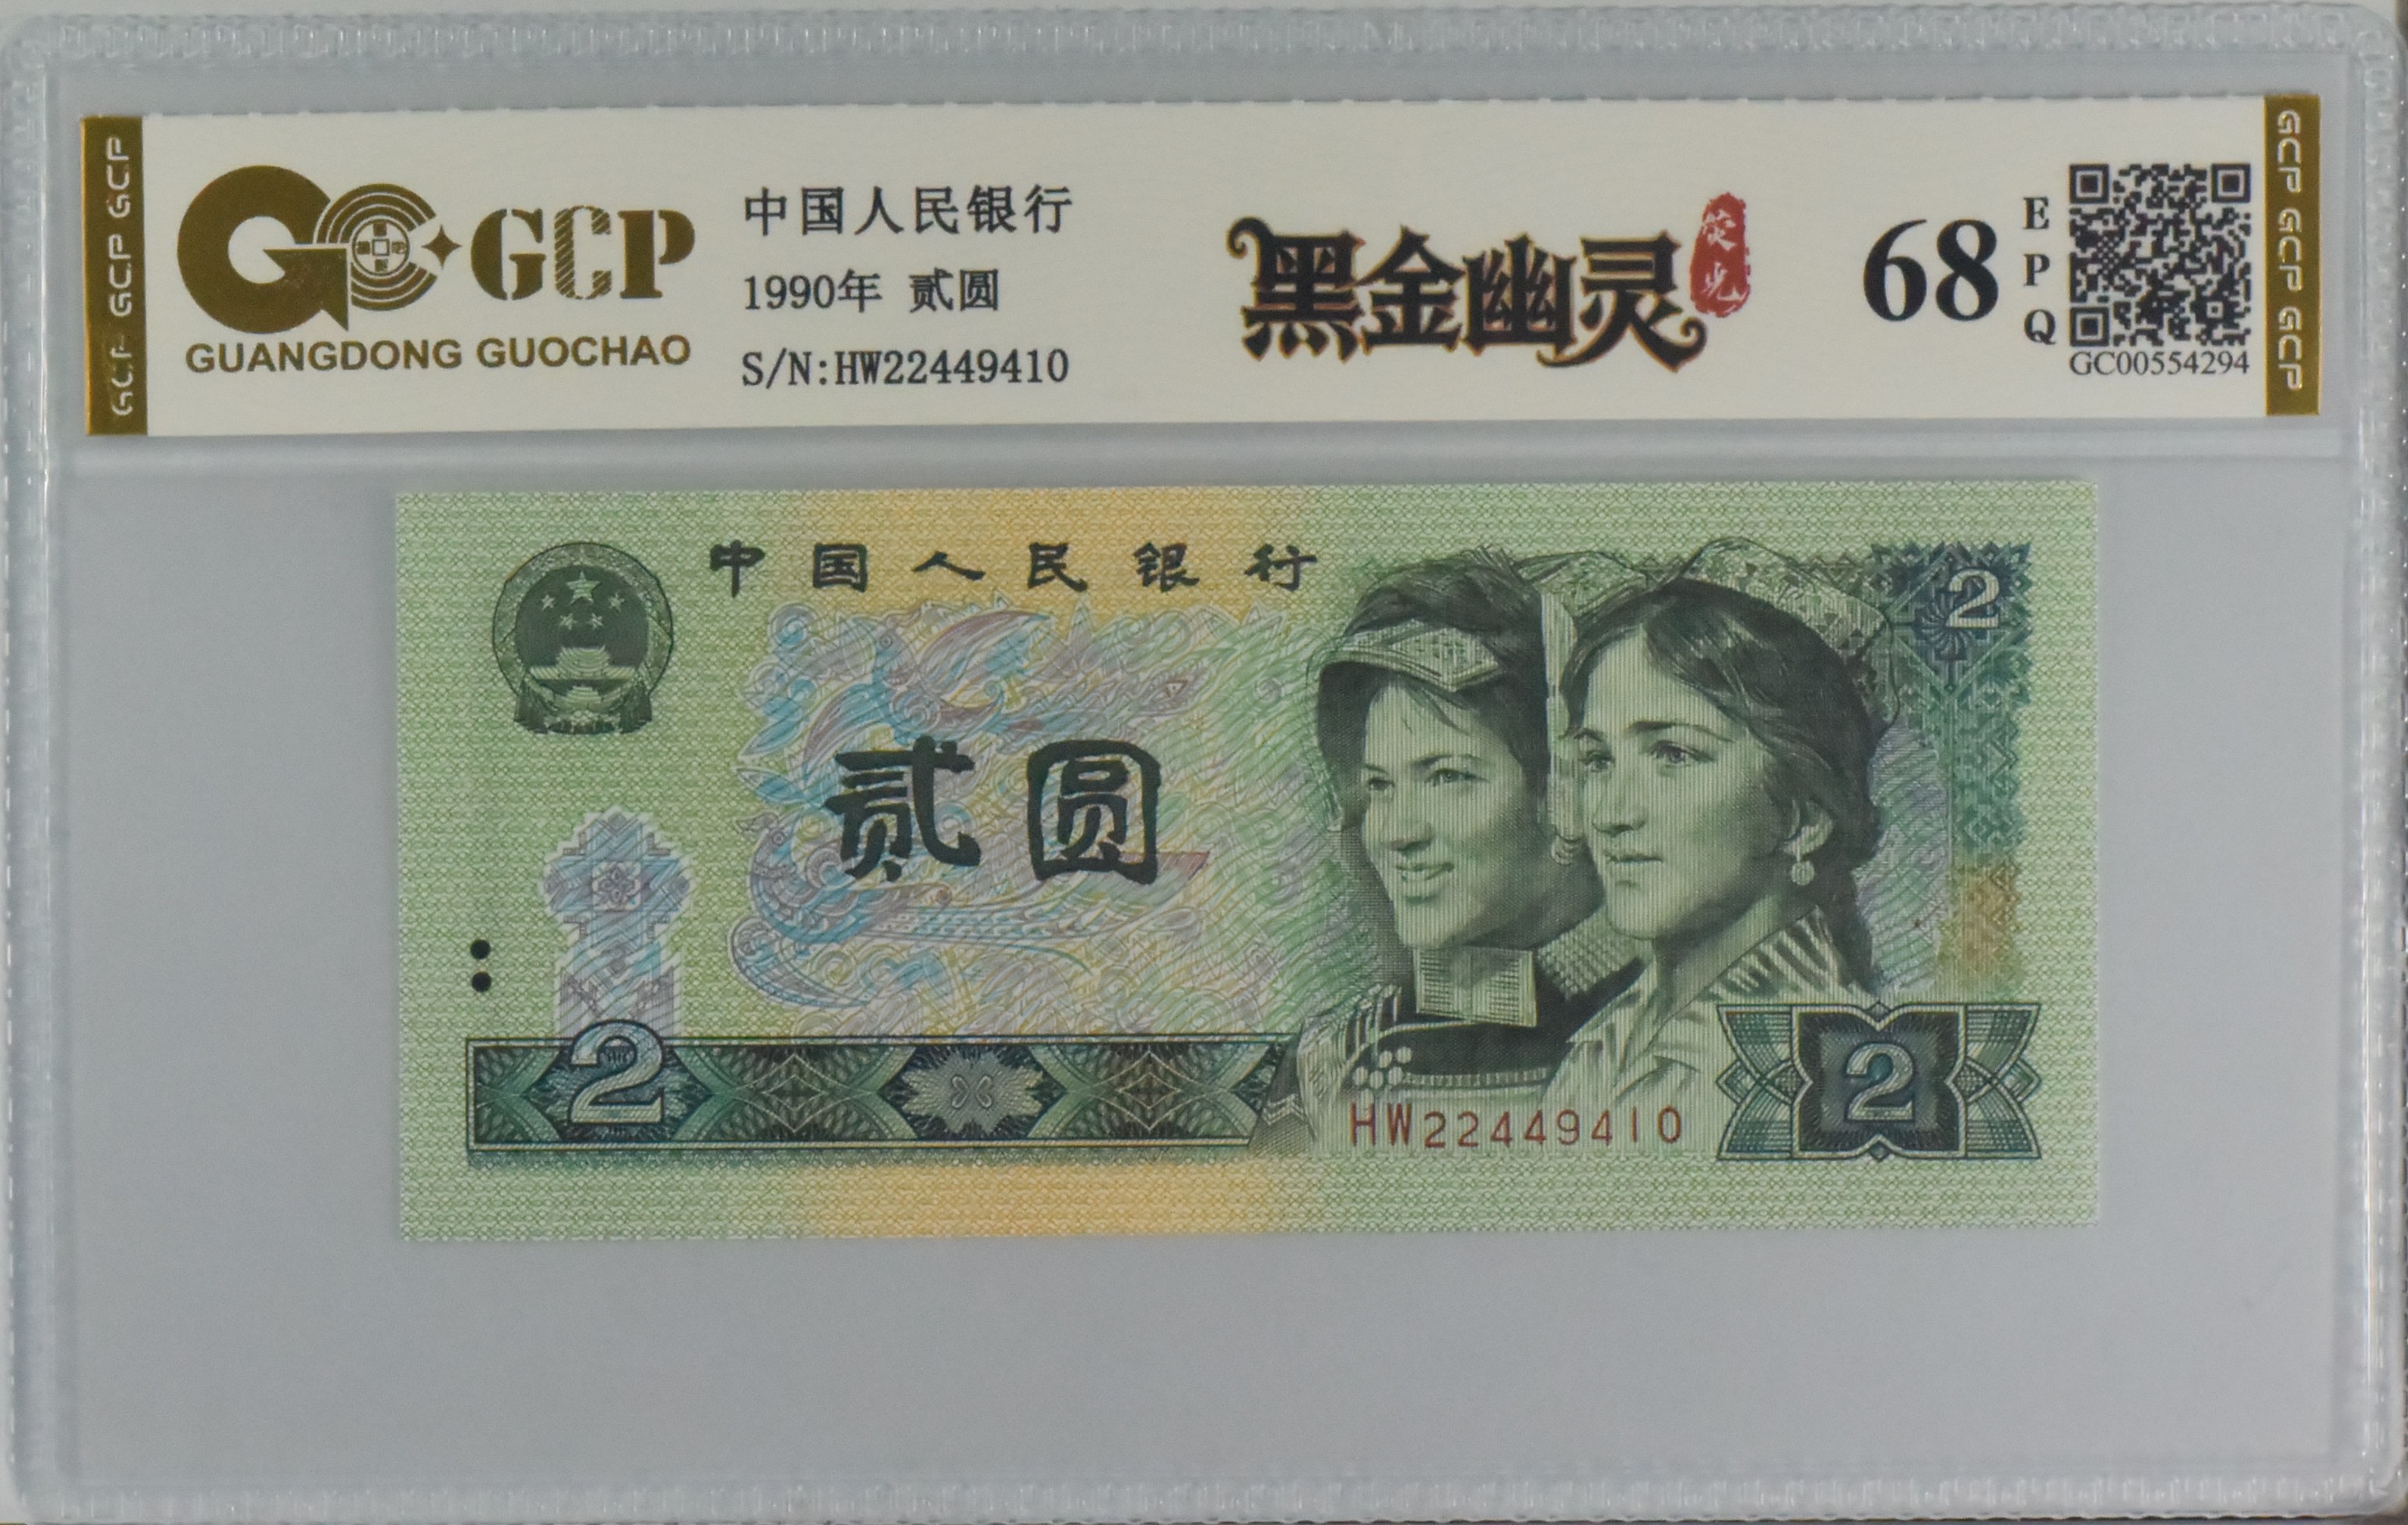 GCP GCP GCP
GCP
GUANGDONG GUOCHAO
中国人民银行
1990年 贰圆
S/N:HW22449410
黑金幽灵
荧光
68
E
P
Q
GC00554294
GCP GCP GCP
中国人民银行
2
贰圆
2
HW22449410
2